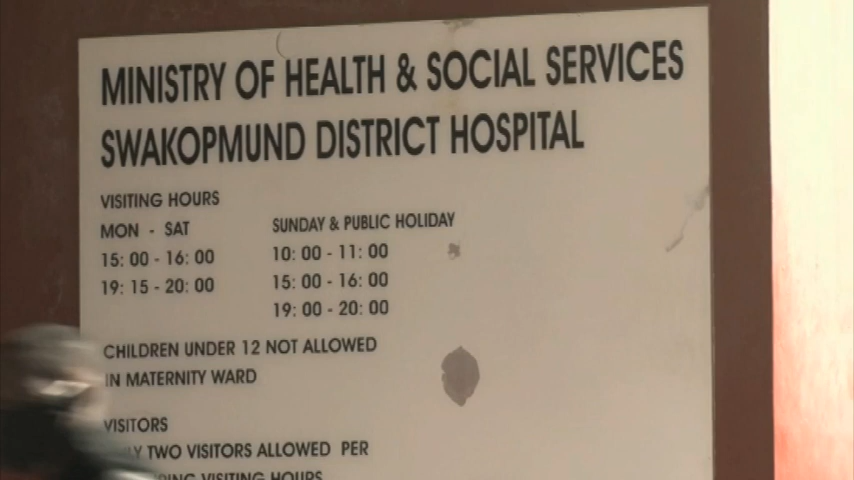 MINISTRY OF HEALTH & SOCIAL SERVICES
SWAKOPMUND DISTRICT HOSPITAL
VISITING HOURS
MON - SAT
15: 00 - 16: 00
19: 15 - 20: 00
SUNDAY & PUBLIC HOLIDAY
10: 00 - 11: 00
15: 00 - 16: 00
19: 00 - 20: 00
CHILDREN UNDER 12 NOT ALLOWED
IN MATERNITY WARD
VISITORS
TWO VISITORS ALLOWED PER
VISITING HOURS